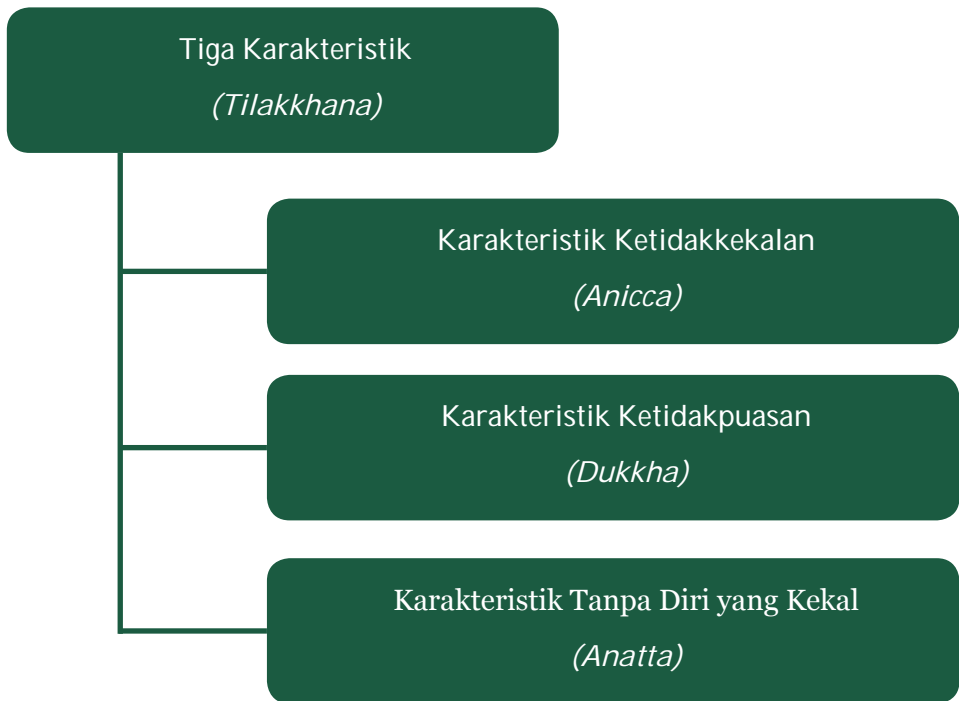 Tiga Karakteristik
(Tilakkhana)
Karakteristik Ketidakkekalan
(Anicca)
Karakteristik Ketidakpuasan
(Dukkha)
Karakteristik Tanpa Diri yang Kekal
(Anatta)